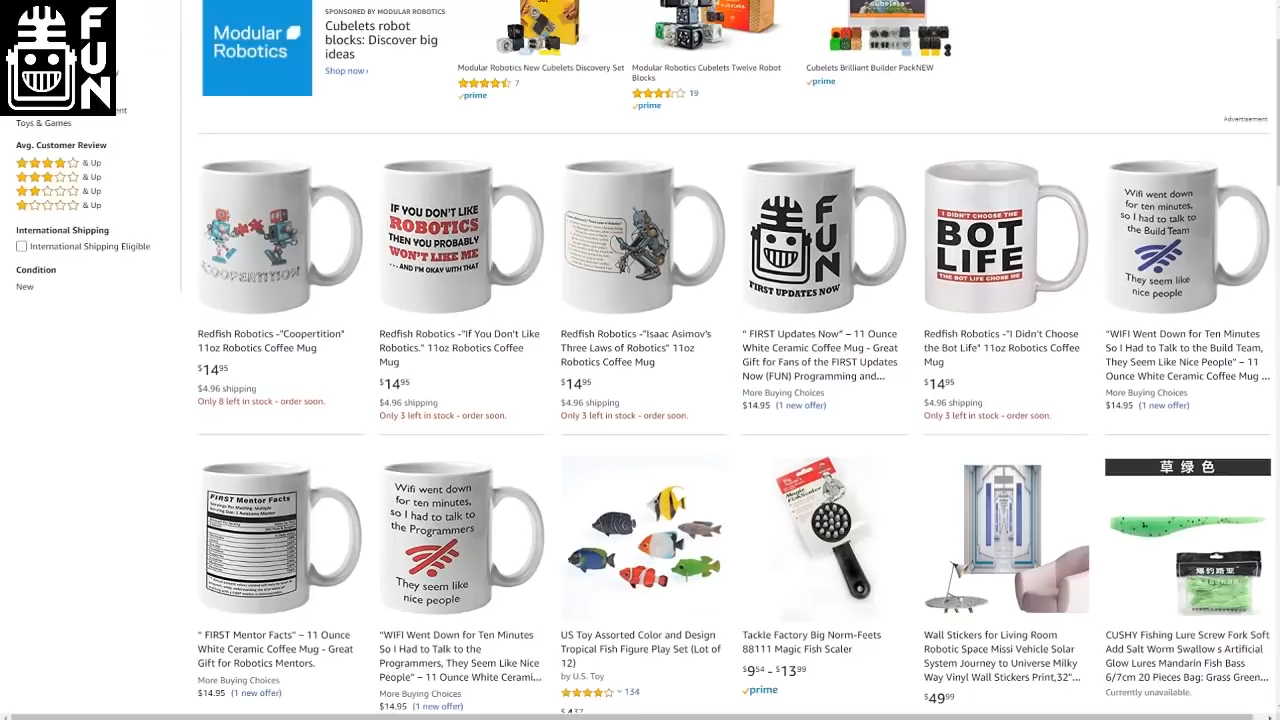 FUN
Modular
Robotics
SPONSORED BY MODULAR ROBOTICS
Cubelets robot
blocks: Discover big
ideas
Shop now ›
Modular Robotics New Cubelets Discovery Set
7
prime
Modular Robotics Cubelets Twelve Robot
Blocks
19
prime
cubelets
Cubelets Brilliant Builder PackNEW
prime
Advertisement
Toys & Games
Avg. Customer Review
& Up
& Up
& Up
& Up
International Shipping
International Shipping Eligible
Condition
New
COOPERTITION
IF YOU DON'T LIKE
ROBOTICS
THEN YOU PROBABLY
WON'T LIKE ME
...AND I'M OKAY WITH THAT
FUN
FIRST UPDATES NOW
I DIDN'T CHOOSE THE
BOT
LIFE
THE BOT LIFE CHOSE ME
Wifi went down
for ten minutes,
so I had to talk to
the Build Team
They seem like
nice people
Redfish Robotics -"Coopertition"
11oz Robotics Coffee Mug
$14.95
$4.96 shipping
Only 8 left in stock - order soon.
Redfish Robotics -"If You Don't Like
Robotics." 11oz Robotics Coffee
Mug
$14.95
$4.96 shipping
Only 3 left in stock - order soon.
Redfish Robotics -"Isaac Asimov's
Three Laws of Robotics" 11oz
Robotics Coffee Mug
$14.95
$4.96 shipping
Only 3 left in stock - order soon.
" FIRST Updates Now" – 11 Ounce
White Ceramic Coffee Mug - Great
Gift for Fans of the FIRST Updates
Now (FUN) Programming and...
More Buying Choices
$14.95 (1 new offer)
Redfish Robotics -"I Didn't Choose
the Bot Life" 11oz Robotics Coffee
Mug
$14.95
$4.96 shipping
Only 3 left in stock - order soon.
"WIFI Went Down for Ten Minutes
So I Had to Talk to the Build Team,
They Seem Like Nice People" – 11
Ounce White Ceramic Coffee Mug ...
More Buying Choices
$14.95 (1 new offer)
FIRST Mentor Facts
Wifi went down
for ten minutes,
so I had to talk to
the Programmers
They seem like
nice people
Magic
FishScaler
草绿色
" FIRST Mentor Facts" – 11 Ounce
White Ceramic Coffee Mug - Great
Gift for Robotics Mentors.
More Buying Choices
$14.95 (1 new offer)
"WIFI Went Down for Ten Minutes
So I Had to Talk to the
Programmers, They Seem Like Nice
People" – 11 Ounce White Cerami...
More Buying Choices
$14.95 (1 new offer)
US Toy Assorted Color and Design
Tropical Fish Figure Play Set (Lot of
12)
by U.S. Toy
134
Tackle Factory Big Norm-Feets
88111 Magic Fish Scaler
$9.54 - $13.99
prime
Wall Stickers for Living Room
Robotic Space Missi Vehicle Solar
System Journey to Universe Milky
Way Vinyl Wall Stickers Print,32"...
$49.99
CUSHY Fishing Lure Screw Fork Soft
Add Salt Worm Swallow s Artificial
Glow Lures Mandarin Fish Bass
6/7cm 20 Pieces Bag: Grass Green...
Currently unavailable.